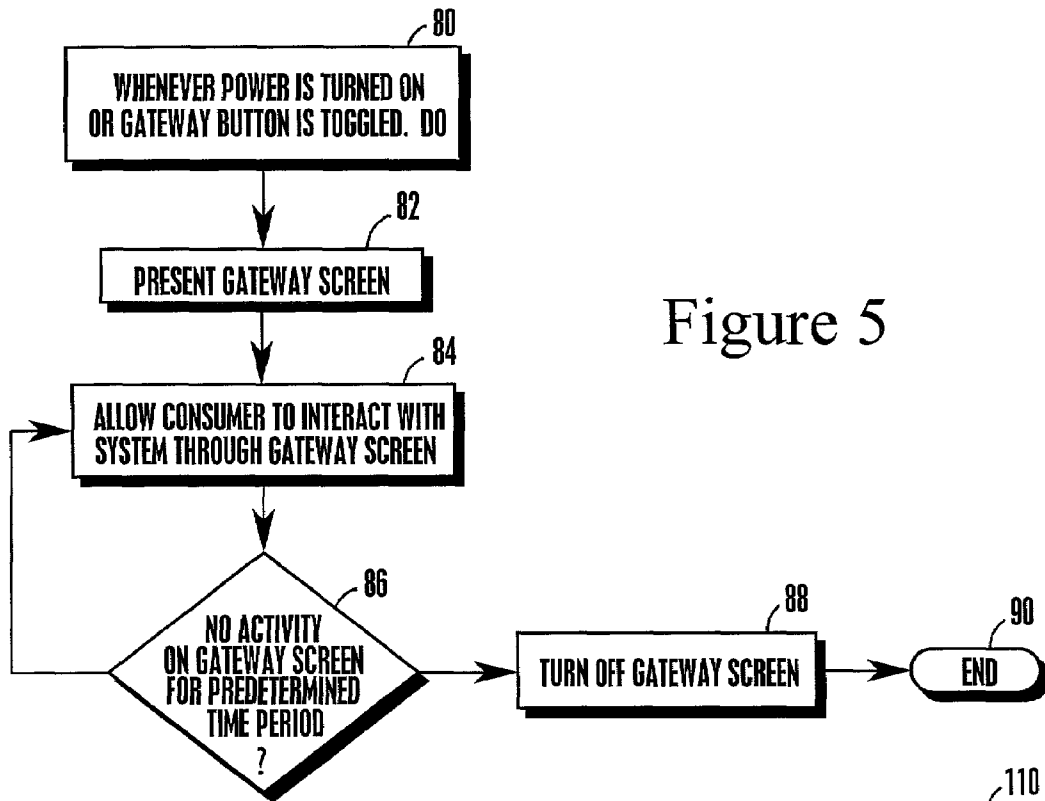 80
WHENEVER POWER IS TURNED ON
OR GATEWAY BUTTON IS TOGGLED. DO
82
PRESENT GATEWAY SCREEN
Figure 5
84
ALLOW CONSUMER TO INTERACT WITH
SYSTEM THROUGH GATEWAY SCREEN
86
NO ACTIVITY
ON GATEWAY SCREEN
FOR PREDETERMINED
TIME PERIOD
?
88
TURN OFF GATEWAY SCREEN
90
END
110